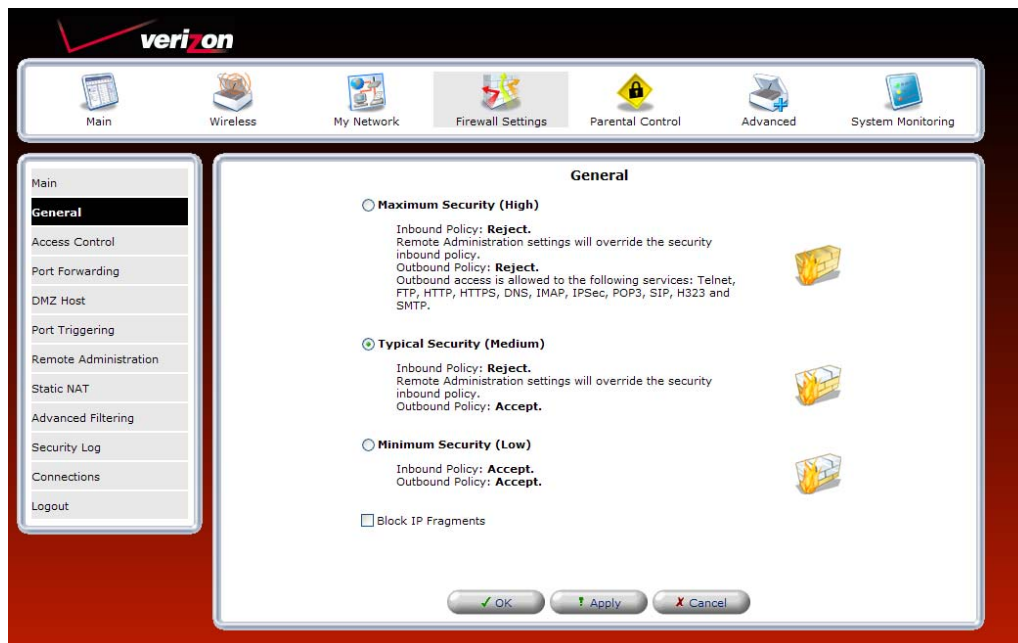 verizon
Main
Wireless
My Network
Firewall Settings
Parental Control
Advanced
System Monitoring
Main
General
Access Control
Port Forwarding
DMZ Host
Port Triggering
Remote Administration
Static NAT
Advanced Filtering
Security Log
Connections
Logout
General
Maximum Security (High)
Inbound Policy: Reject.
Remote Administration settings will override the security
inbound policy.
Outbound Policy: Reject.
Outbound access is allowed to the following services: Telnet,
FTP, HTTP, HTTPS, DNS, IMAP, IPSec, POP3, SIP, H323 and
SMTP.
Typical Security (Medium)
Inbound Policy: Reject.
Remote Administration settings will override the security
inbound policy.
Outbound Policy: Accept.
Minimum Security (Low)
Inbound Policy: Accept.
Outbound Policy: Accept.
Block IP Fragments
OK
Apply
Cancel